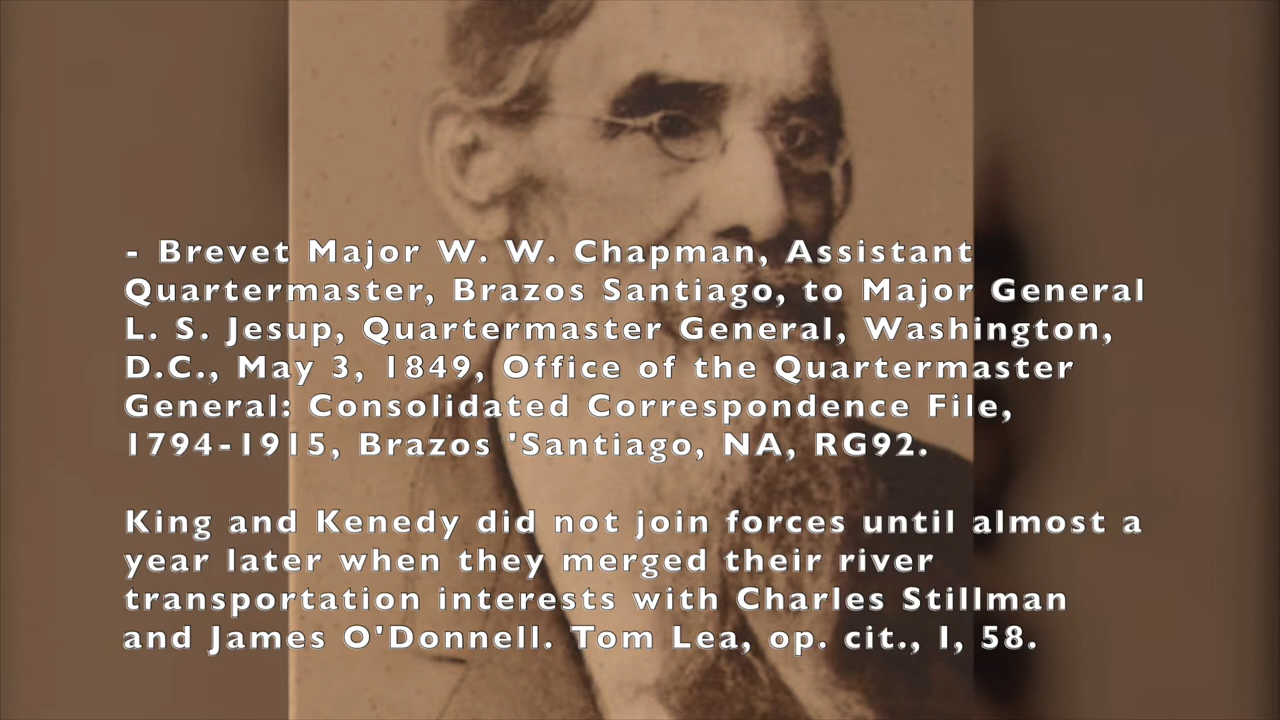 - Brevet Major W. W. Chapman, Assistant
Quartermaster, Brazos Santiago, to Major General
L. S. Jesup, Quartermaster General, Washington,
D.C., May 3, 1849, Office of the Quartermaster
General: Consolidated Correspondence File,
1794-1915, Brazos 'Santiago, NA, RG92.
King and Kenedy did not join forces until almost a
year later when they merged their river
transportation interests with Charles Stillman
and James O'Donnell. Tom Lea, op. cit., I, 58.